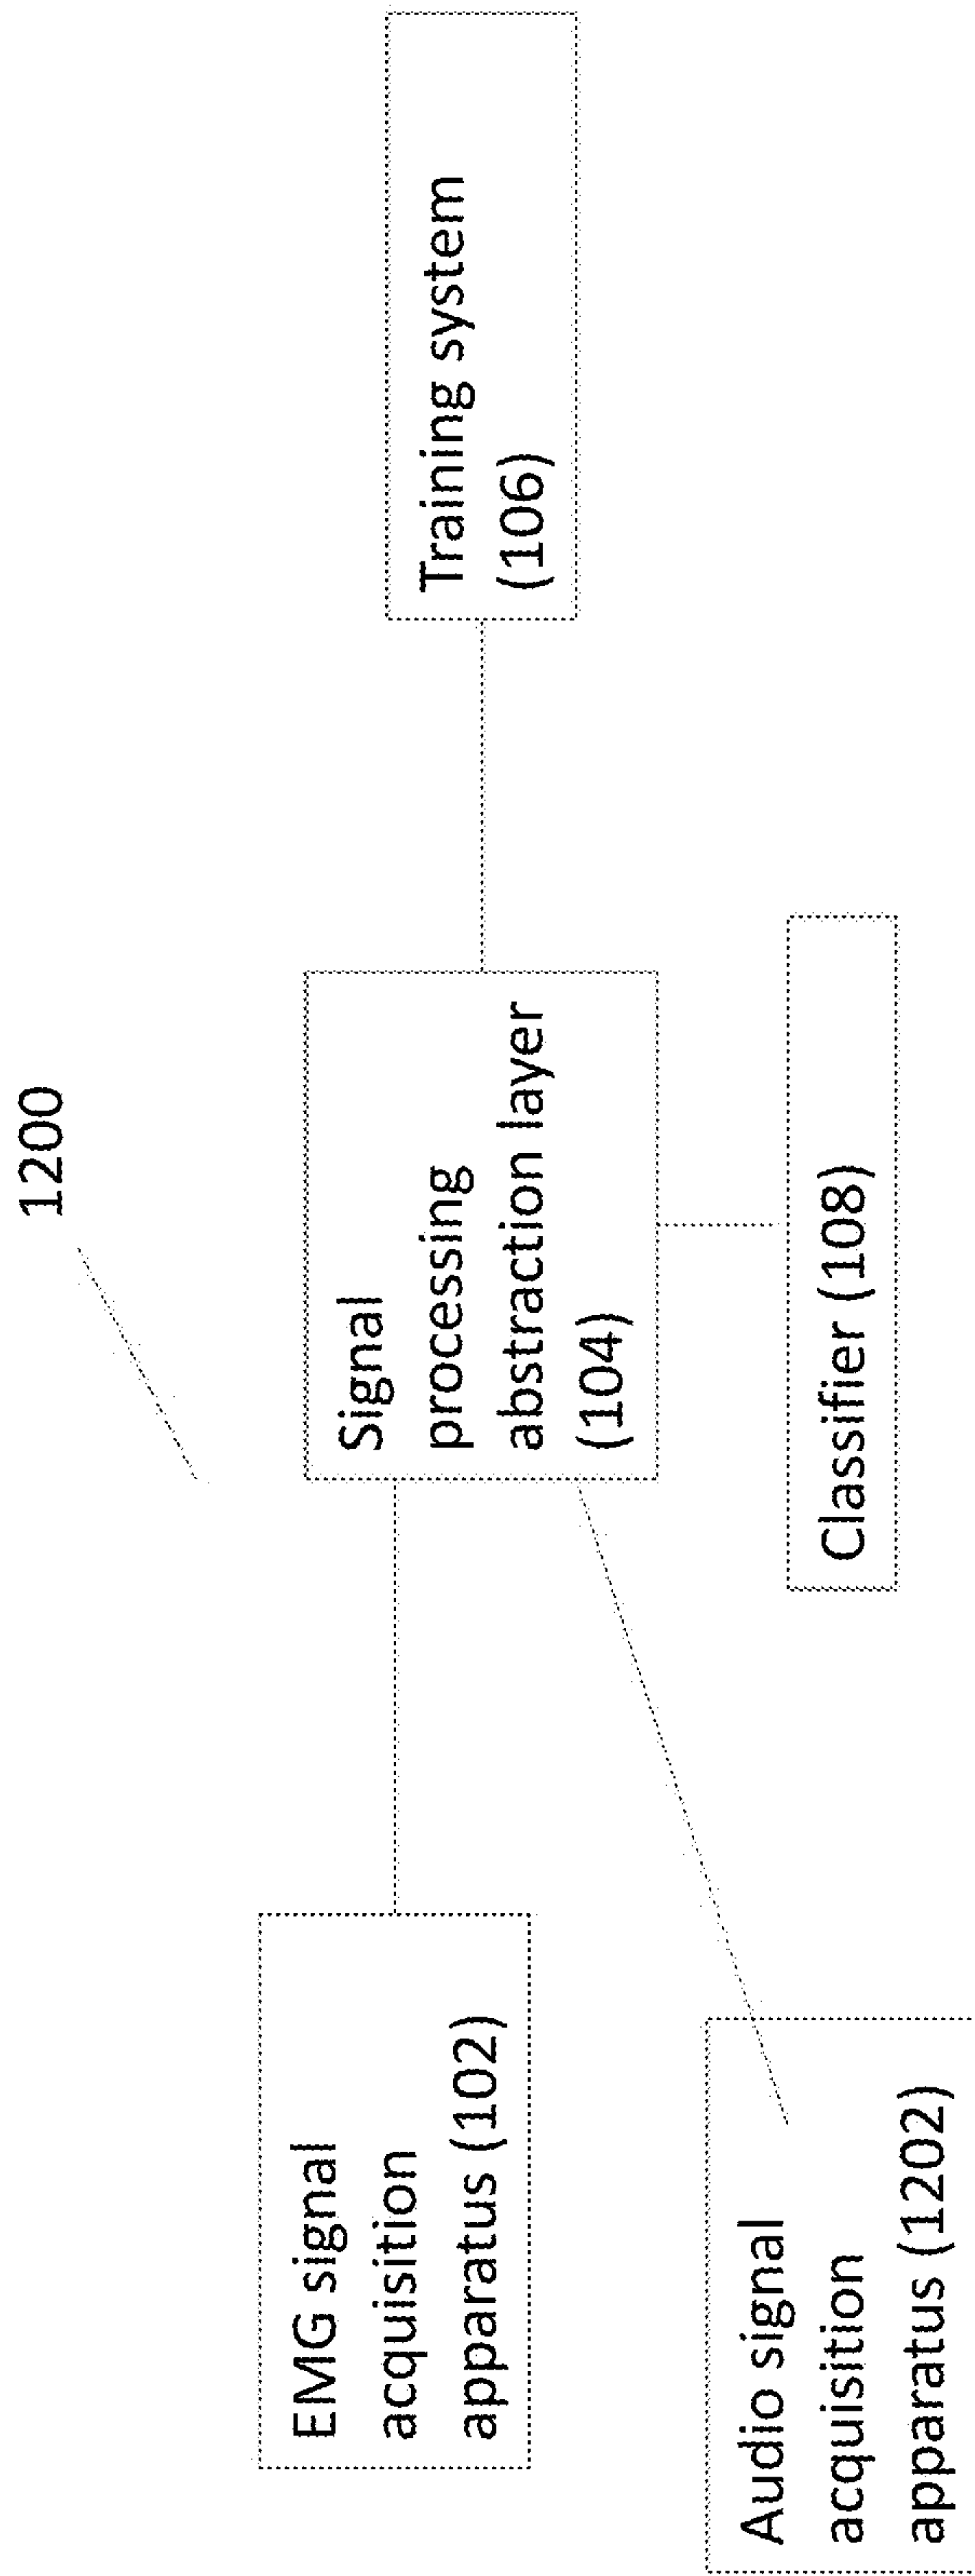 1200
EMG signal
acquisition
apparatus (102)
Signal
processing
abstraction layer
(104)
Training system
(106)
Audio signal
acquisition
apparatus (1202)
Classifier (108)